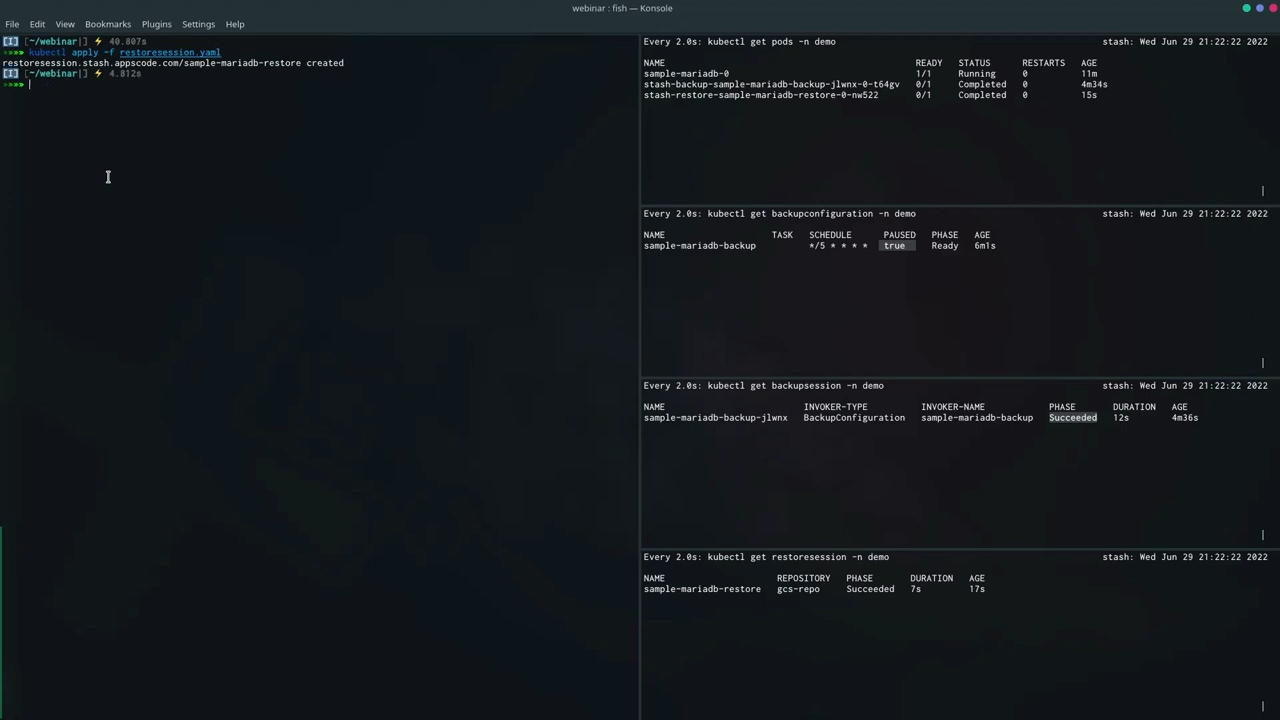 webinar : fish — Konsole
File Edit View Bookmarks Plugins Settings Help
[I] [~/webinar|] ⚡ 40.807s
»»»» kubectl apply -f restoresession.yaml
restoresession.stash.appscode.com/sample-mariadb-restore created
[I] [~/webinar|] ⚡ 4.812s
»»»»
Every 2.0s: kubectl get pods -n demo stash: Wed Jun 29 21:22:22 2022
NAME READY STATUS RESTARTS AGE
sample-mariadb-0 1/1 Running 0 11m
stash-backup-sample-mariadb-backup-jlwnx-0-t64gv 0/1 Completed 0 4m34s
stash-restore-sample-mariadb-restore-0-nw522 0/1 Completed 0 15s
Every 2.0s: kubectl get backupconfiguration -n demo stash: Wed Jun 29 21:22:22 2022
NAME TASK SCHEDULE PAUSED PHASE AGE
sample-mariadb-backup */5 * * * * true Ready 6m1s
Every 2.0s: kubectl get backupsession -n demo stash: Wed Jun 29 21:22:22 2022
NAME INVOKER-TYPE INVOKER-NAME PHASE DURATION AGE
sample-mariadb-backup-jlwnx BackupConfiguration sample-mariadb-backup Succeeded 12s 4m36s
Every 2.0s: kubectl get restoresession -n demo stash: Wed Jun 29 21:22:22 2022
NAME REPOSITORY PHASE DURATION AGE
sample-mariadb-restore gcs-repo Succeeded 7s 17s